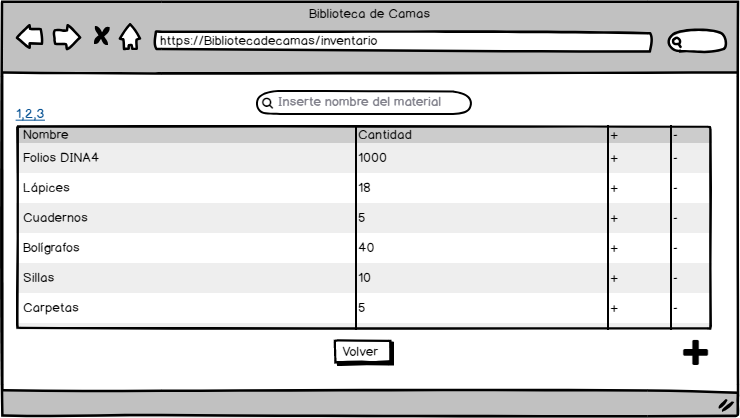 Biblioteca de Camas
https://Bibliotecadecamas/inventario
Inserte nombre del material
1,2,3
Nombre Cantidad + -
Folios DINA4 1000 + -
Lápices 18 + -
Cuadernos 5 + -
Bolígrafos 40 + -
Sillas 10 + -
Carpetas 5 + -
Volver